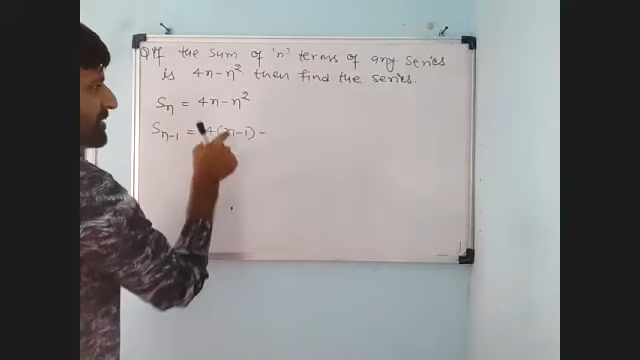 Q If the sum of 'n' terms of any series
is 4n-n² then find the series.
Sn = 4n-n²
Sn-1 = 4(n-1) -